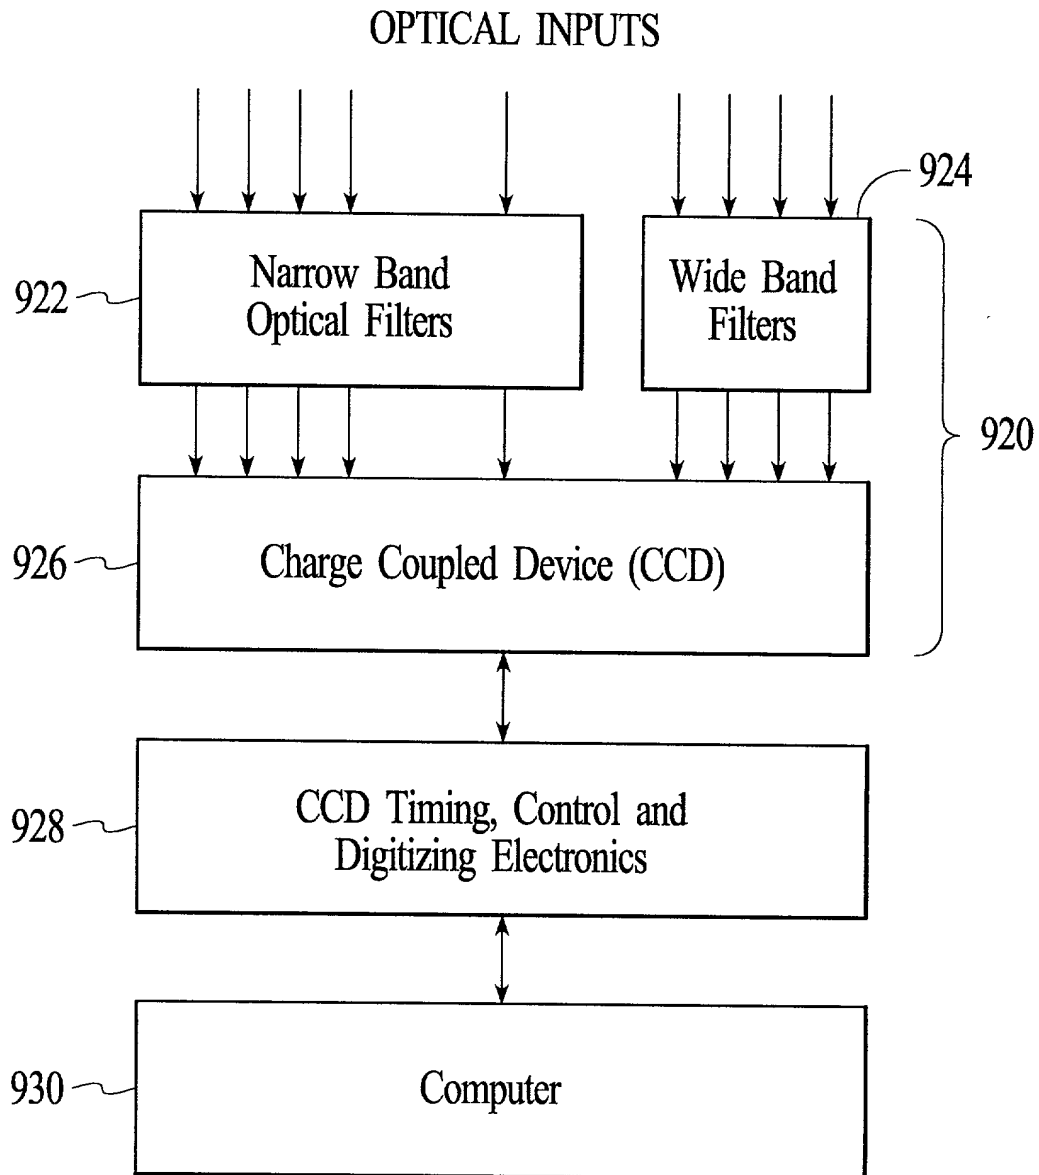 OPTICAL INPUTS
924
922
Narrow Band
Optical Filters
Wide Band
Filters
920
926
Charge Coupled Device (CCD)
928
CCD Timing, Control and
Digitizing Electronics
930
Computer